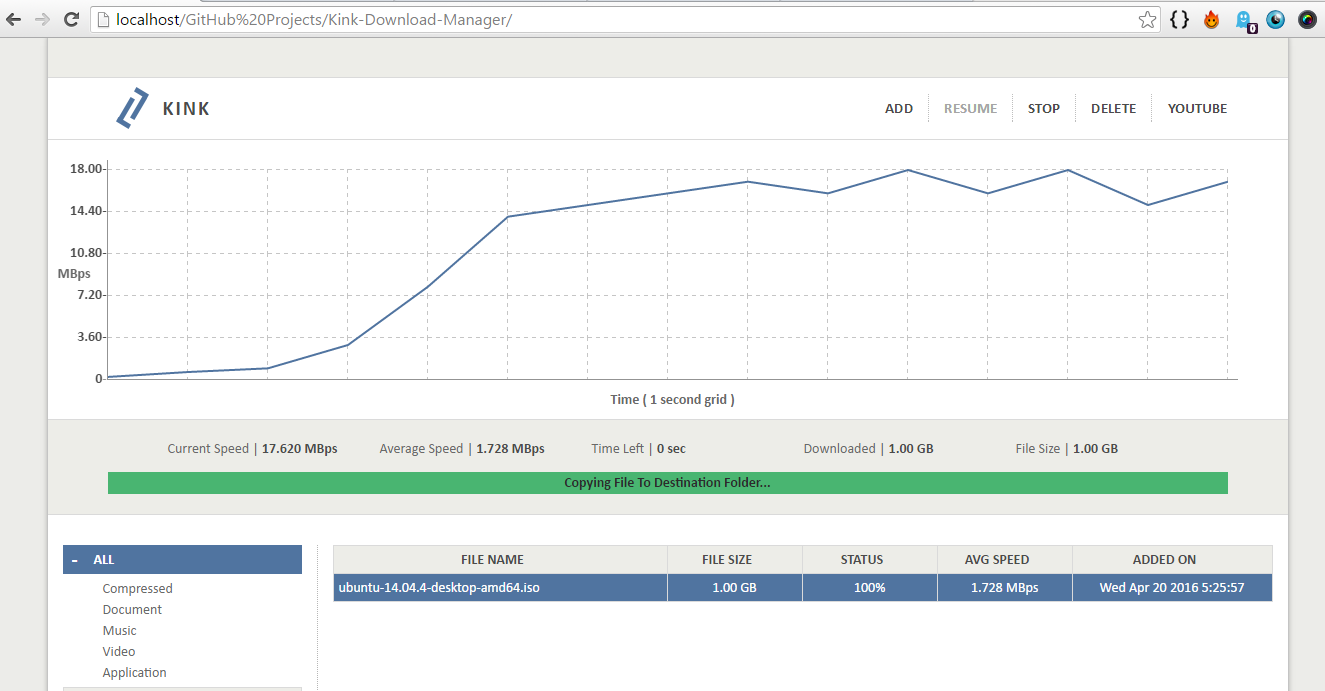 localhost/GitHub%20Projects/Kink-Download-Manager/
{}
0
KINK
ADD RESUME STOP DELETE YOUTUBE
18.00
14.40
10.80
MBps
7.20
3.60
0
Time ( 1 second grid )
Current Speed | 17.620 MBps Average Speed | 1.728 MBps Time Left | 0 sec Downloaded | 1.00 GB File Size | 1.00 GB
Copying File To Destination Folder...
- ALL
Compressed
Document
Music
Video
Application
FILE NAME FILE SIZE STATUS AVG SPEED ADDED ON
ubuntu-14.04.4-desktop-amd64.iso 1.00 GB 100% 1.728 MBps Wed Apr 20 2016 5:25:57